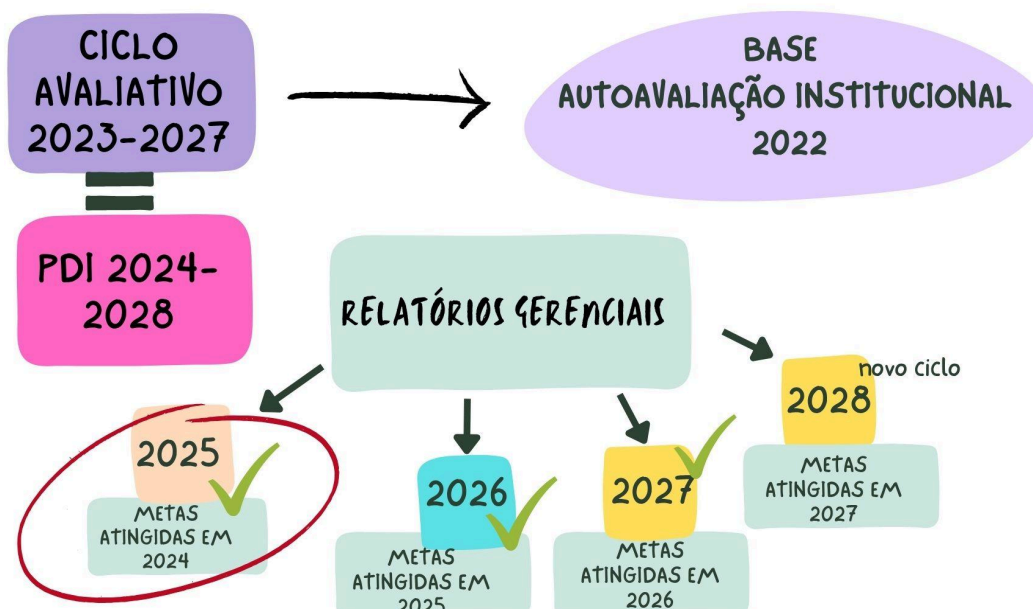 CICLO
AVALIATIVO
2023-2027
BASE
AUTOAVALIAÇÃO INSTITUCIONAL
2022
PDI 2024-
2028
RELATÓRIOS GERENCIAIS
novo ciclo
2028
METAS
ATINGIDAS EM
2027
2025
METAS
ATINGIDAS EM
2024
2026
METAS
ATINGIDAS EM
2025
2027
METAS
ATINGIDAS EM
2026